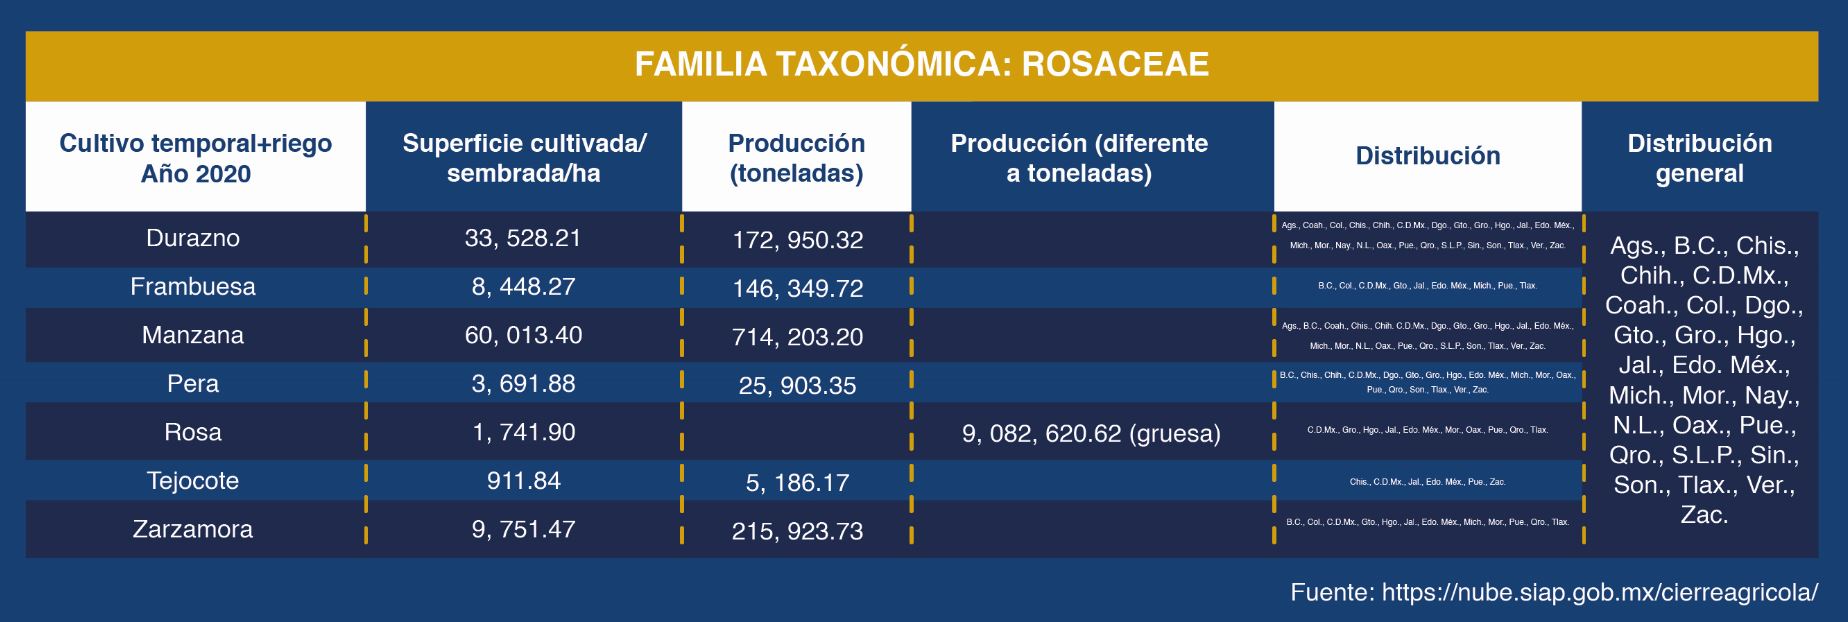 FAMILIA TAXONÓMICA: ROSACEAE
Cultivo temporal+riego
Año 2020
Superficie cultivada/
sembrada/ha
Producción
(toneladas)
Producción (diferente
a toneladas)
Distribución
Distribución
general
Durazno
33, 528.21
172, 950.32
Ags., Coah., Col., Chis., Chih., C.D.Mx., Dgo., Gto., Gro., Hgo., Jal., Edo. Méx.,
Mich., Mor., Nay., N.L., Oax., Pue., Qro., S.L.P., Sin., Son., Tlax., Ver., Zac.
Frambuesa
8, 448.27
146, 349.72
B.C., Col., C.D.Mx., Gto., Jal., Edo. Méx., Mich., Pue., Tlax.
Manzana
60, 013.40
714, 203.20
Ags., B.C., Coah., Chis., Chih. C.D.Mx., Dgo., Gto., Gro., Hgo., Jal., Edo. Méx.,
Mich., Mor., N.L., Oax., Pue., Qro., S.L.P., Son., Tlax., Ver., Zac.
Pera
3, 691.88
25, 903.35
B.C., Chis., Chih., C.D.Mx., Dgo., Gto., Gro., Hgo., Edo. Méx., Mich., Mor., Oax.,
Pue., Qro., Son., Tlax., Ver., Zac.
Rosa
1, 741.90
9, 082, 620.62 (gruesa)
C.D.Mx., Gro., Hgo., Jal., Edo. Méx., Mor., Oax., Pue., Qro., Tlax.
Tejocote
911.84
5, 186.17
Chis., C.D.Mx., Jal., Edo. Méx., Pue., Zac.
Zarzamora
9, 751.47
215, 923.73
B.C., Col., C.D.Mx., Gto., Hgo., Jal., Edo. Méx., Mich., Mor., Pue., Qro., Tlax.
Ags., B.C., Chis.,
Chih., C.D.Mx.,
Coah., Col., Dgo.,
Gto., Gro., Hgo.,
Jal., Edo. Méx.,
Mich., Mor., Nay.,
N.L., Oax., Pue.,
Qro., S.L.P., Sin.,
Son., Tlax., Ver.,
Zac.
Fuente: https://nube.siap.gob.mx/cierreagricola/